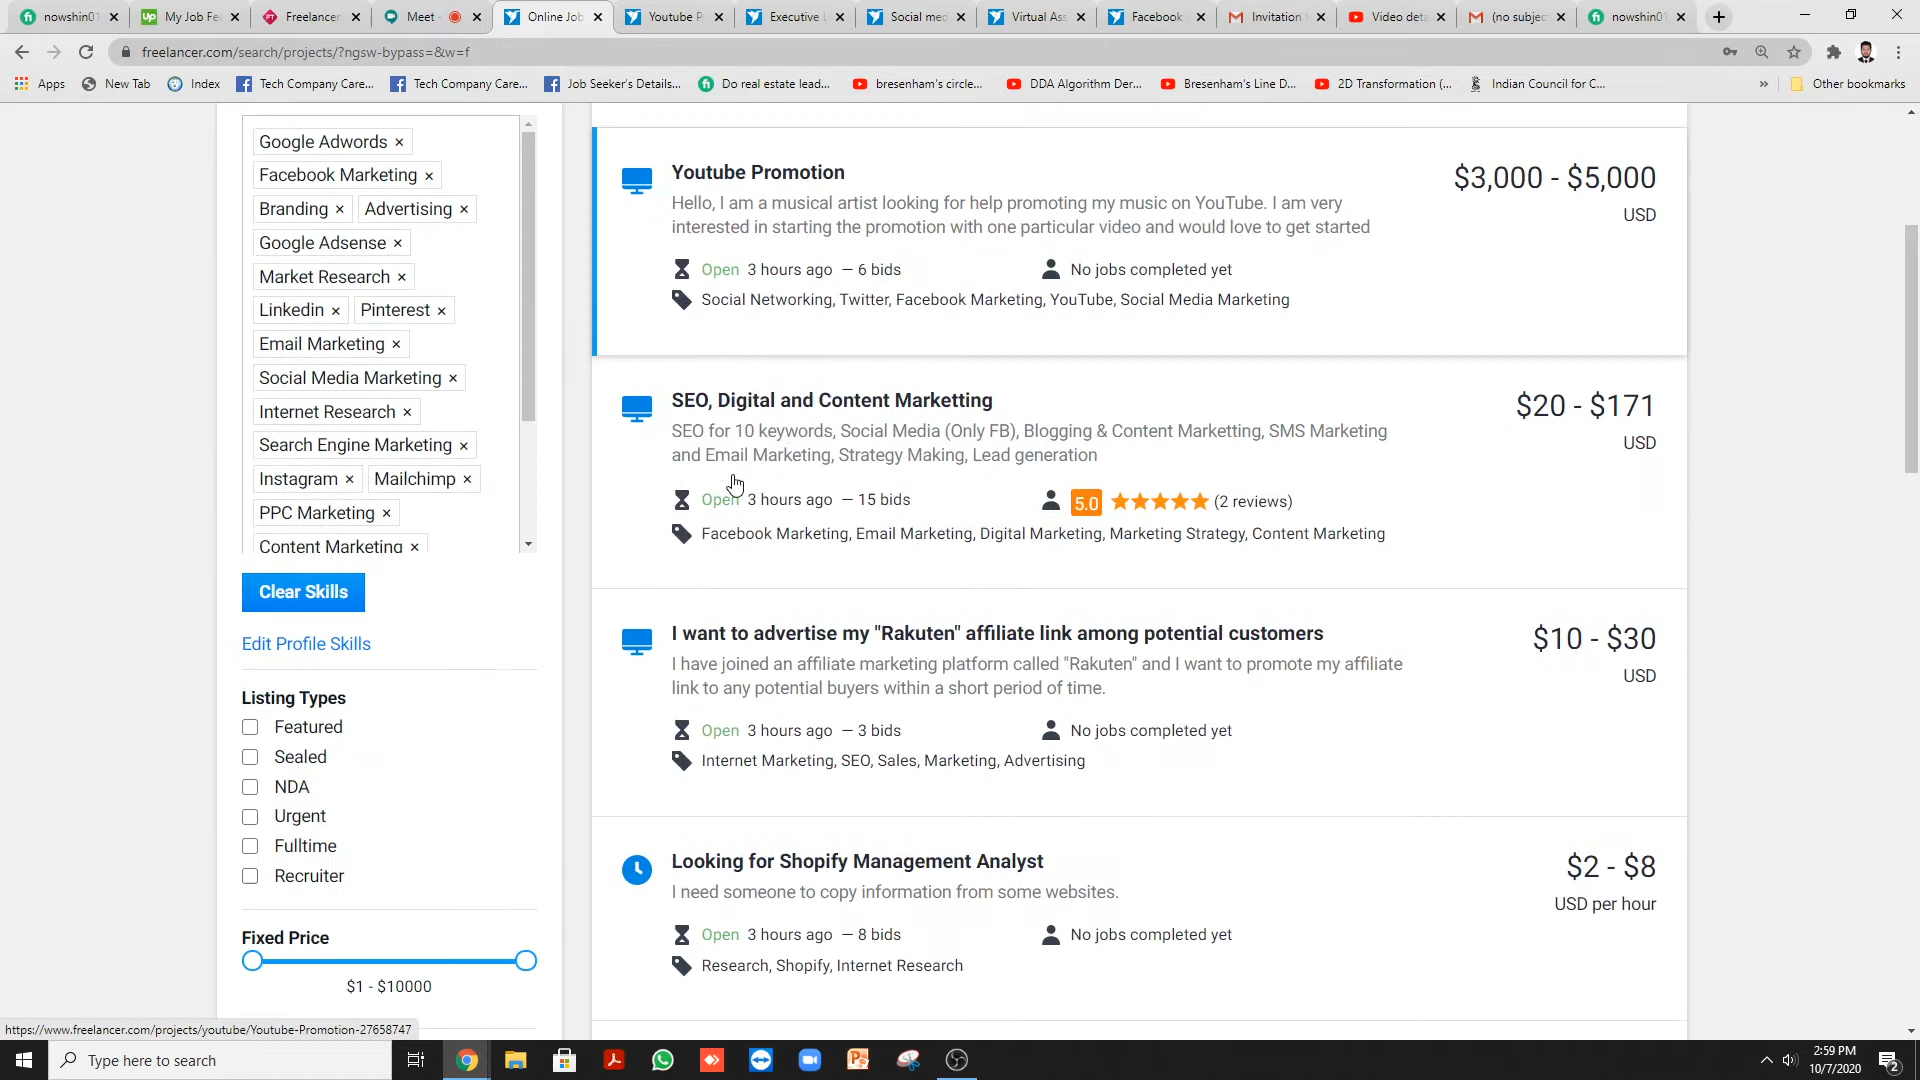 nowshin01
My Job Fe
Freelancer
Meet -
Online Job
Youtube P
Executive
Social med
Virtual Ass
Facebook
Invitation
Video deta
(no subjec
nowshin01
freelancer.com/search/projects/?ngsw-bypass=&w=f
Apps
New Tab
Index
Tech Company Care...
Tech Company Care...
Job Seeker's Details...
Do real estate lead...
bresenham's circle...
DDA Algorithm Der...
Bresenham's Line D...
2D Transformation (...
Indian Council for C...
»
Other bookmarks
Google Adwords ×
Facebook Marketing ×
Branding × Advertising ×
Google Adsense ×
Market Research ×
Linkedin × Pinterest ×
Email Marketing ×
Social Media Marketing ×
Internet Research ×
Search Engine Marketing ×
Instagram × Mailchimp ×
PPC Marketing ×
Content Marketing ×
Clear Skills
Edit Profile Skills
Listing Types
Featured
Sealed
NDA
Urgent
Fulltime
Recruiter
Fixed Price
$1 - $10000
Youtube Promotion
$3,000 - $5,000
USD
Hello, I am a musical artist looking for help promoting my music on YouTube. I am very
interested in starting the promotion with one particular video and would love to get started
Open 3 hours ago — 6 bids
No jobs completed yet
Social Networking, Twitter, Facebook Marketing, YouTube, Social Media Marketing
SEO, Digital and Content Marketting
$20 - $171
USD
SEO for 10 keywords, Social Media (Only FB), Blogging & Content Marketting, SMS Marketing
and Email Marketing, Strategy Making, Lead generation
Open 3 hours ago — 15 bids
5.0 (2 reviews)
Facebook Marketing, Email Marketing, Digital Marketing, Marketing Strategy, Content Marketing
I want to advertise my "Rakuten" affiliate link among potential customers
$10 - $30
USD
I have joined an affiliate marketing platform called "Rakuten" and I want to promote my affiliate
link to any potential buyers within a short period of time.
Open 3 hours ago — 3 bids
No jobs completed yet
Internet Marketing, SEO, Sales, Marketing, Advertising
Looking for Shopify Management Analyst
$2 - $8
USD per hour
I need someone to copy information from some websites.
Open 3 hours ago — 8 bids
No jobs completed yet
Research, Shopify, Internet Research
https://www.freelancer.com/projects/youtube/Youtube-Promotion-27658747
Type here to search
2:59 PM
10/7/2020
2